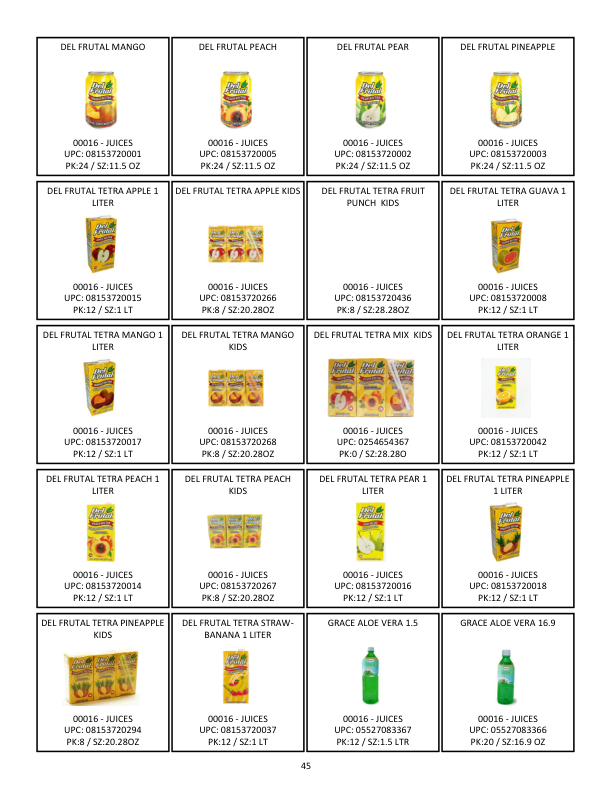 DEL FRUTAL MANGO
00016 - JUICES
UPC: 08153720001
PK:24 / SZ:11.5 OZ
DEL FRUTAL PEACH
00016 - JUICES
UPC: 08153720005
PK:24 / SZ:11.5 OZ
DEL FRUTAL PEAR
00016 - JUICES
UPC: 08153720002
PK:24 / SZ:11.5 OZ
DEL FRUTAL PINEAPPLE
00016 - JUICES
UPC: 08153720003
PK:24 / SZ:11.5 OZ
DEL FRUTAL TETRA APPLE 1
LITER
00016 - JUICES
UPC: 08153720015
PK:12 / SZ:1 LT
DEL FRUTAL TETRA APPLE KIDS
00016 - JUICES
UPC: 08153720266
PK:8 / SZ:20.28OZ
DEL FRUTAL TETRA FRUIT
PUNCH  KIDS
00016 - JUICES
UPC: 08153720436
PK:8 / SZ:28.28OZ
DEL FRUTAL TETRA GUAVA 1
LITER
00016 - JUICES
UPC: 08153720008
PK:12 / SZ:1 LT
DEL FRUTAL TETRA MANGO 1
LITER
00016 - JUICES
UPC: 08153720017
PK:12 / SZ:1 LT
DEL FRUTAL TETRA MANGO
KIDS
00016 - JUICES
UPC: 08153720268
PK:8 / SZ:20.28OZ
DEL FRUTAL TETRA MIX  KIDS
00016 - JUICES
UPC: 0254654367
PK:0 / SZ:28.28O
DEL FRUTAL TETRA ORANGE 1
LITER
00016 - JUICES
UPC: 08153720042
PK:12 / SZ:1 LT
DEL FRUTAL TETRA PEACH 1
LITER
00016 - JUICES
UPC: 08153720014
PK:12 / SZ:1 LT
DEL FRUTAL TETRA PEACH
KIDS
00016 - JUICES
UPC: 08153720267
PK:8 / SZ:20.28OZ
DEL FRUTAL TETRA PEAR 1
LITER
00016 - JUICES
UPC: 08153720016
PK:12 / SZ:1 LT
DEL FRUTAL TETRA PINEAPPLE
1 LITER
00016 - JUICES
UPC: 08153720018
PK:12 / SZ:1 LT
DEL FRUTAL TETRA PINEAPPLE
KIDS
00016 - JUICES
UPC: 08153720294
PK:8 / SZ:20.28OZ
DEL FRUTAL TETRA STRAW-
BANANA 1 LITER
00016 - JUICES
UPC: 08153720037
PK:12 / SZ:1 LT
GRACE ALOE VERA 1.5
00016 - JUICES
UPC: 05527083367
PK:12 / SZ:1.5 LTR
GRACE ALOE VERA 16.9
00016 - JUICES
UPC: 05527083366
PK:20 / SZ:16.9 OZ
45